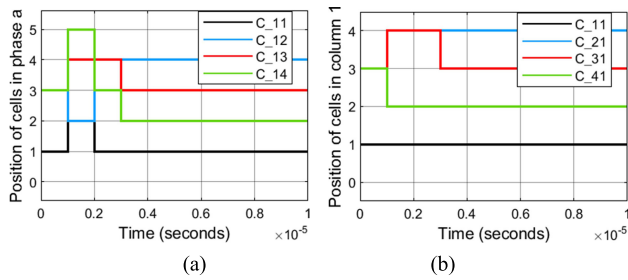 Position of cells in phase a
5
4
3
2
1
0
C_11
C_12
C_13
C_14
0 0.2 0.4 0.6 0.8 1
Time (seconds)
×10-5
(a)
Position of cells in column 1
4
3
2
1
0
C_11
C_21
C_31
C_41
0 0.2 0.4 0.6 0.8 1
Time (seconds)
×10-5
(b)